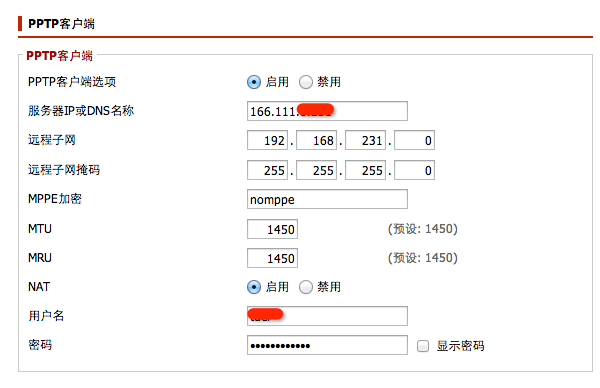 PPTP客户端
PPTP客户端
PPTP客户端选项 启用 禁用
服务器IP或DNS名称 166.111.
远程子网 192 . 168 . 231 . 0
远程子网掩码 255 . 255 . 255 . 0
MPPE加密 nomppe
MTU 1450 (预设: 1450)
MRU 1450 (预设: 1450)
NAT 启用 禁用
用户名
密码 •••••••••••• 显示密码